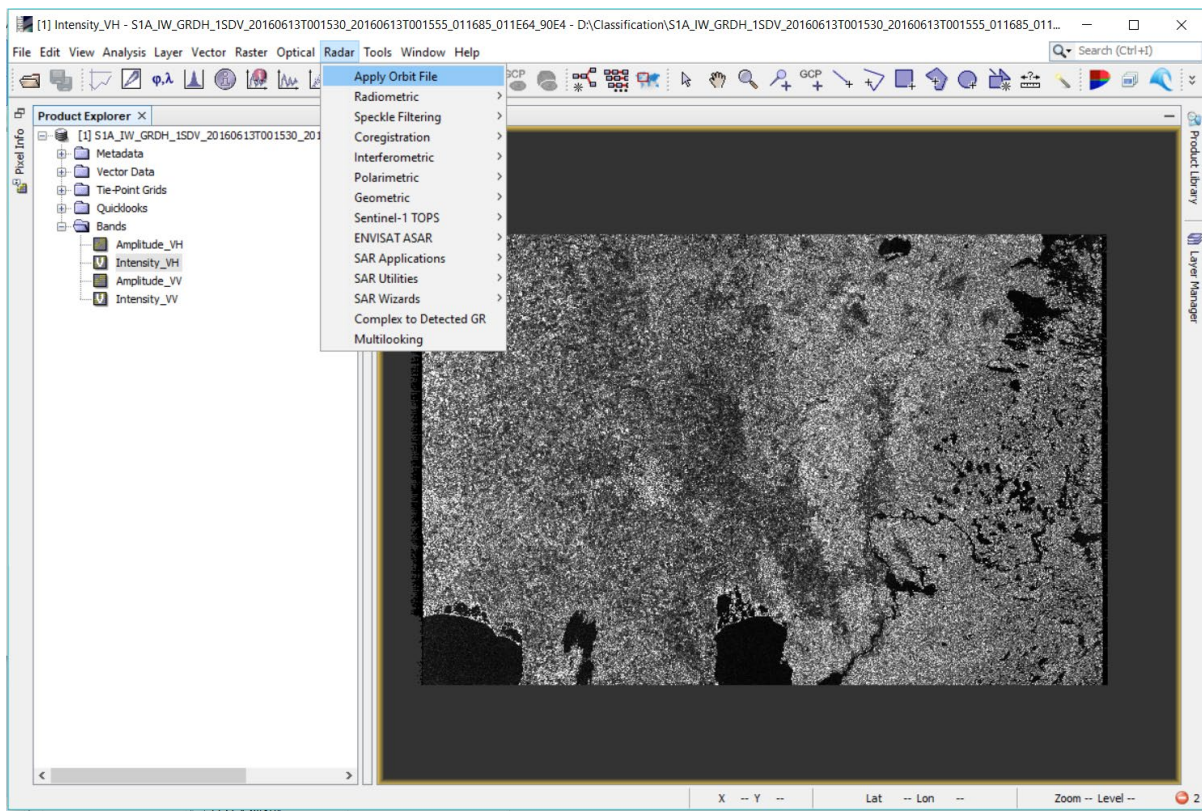 [1] Intensity_VH - S1A_IW_GRDH_1SDV_20160613T001530_20160613T001555_011685_011E64_90E4 - D:\Classification\S1A_IW_GRDH_1SDV_20160613T001530_20160613T001555_011685_011...
File Edit View Analysis Layer Vector Raster Optical Radar Tools Window Help
Search (Ctrl+I)
φ,λ
GCP
GCP
Apply Orbit File
Radiometric
Speckle Filtering
Coregistration
Interferometric
Polarimetric
Geometric
Sentinel-1 TOPS
ENVISAT ASAR
SAR Applications
SAR Utilities
SAR Wizards
Complex to Detected GR
Multilooking
Pixel Info
Product Explorer
[1] S1A_IW_GRDH_1SDV_20160613T001530_201
Metadata
Vector Data
Tie-Point Grids
Quicklooks
Bands
Amplitude_VH
Intensity_VH
Amplitude_VV
Intensity_VV
Product Library
Layer Manager
X -- Y -- Lat -- Lon -- Zoom -- Level --
2